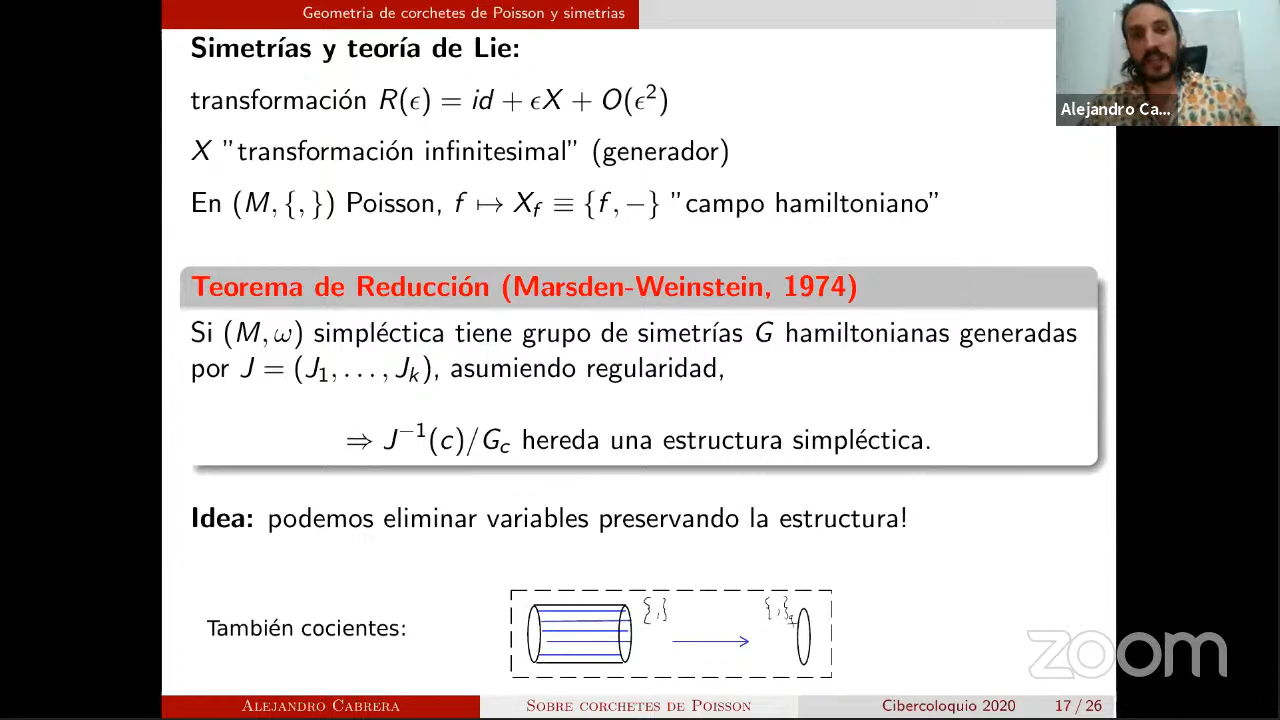 Geometria de corchetes de Poisson y simetrias
Simetrías y teoría de Lie:
transformación R(ϵ) = id + ϵX + O(ϵ²)
X ”transformación infinitesimal” (generador)
En (M, {, }) Poisson, f ↦ X_f ≡ {f, −} ”campo hamiltoniano”
Teorema de Reducción (Marsden-Weinstein, 1974)
Si (M, ω) simpléctica tiene grupo de simetrías G hamiltonianas generadas
por J = (J₁, . . . , J_k), asumiendo regularidad,
⇒ J⁻¹(c)/G_c hereda una estructura simpléctica.
Idea: podemos eliminar variables preservando la estructura!
También cocientes:
{,} {,}_q
Alejandro Cabrera
Sobre corchetes de Poisson
Cibercoloquio 2020
17 / 26
Alejandro Ca...
zoom